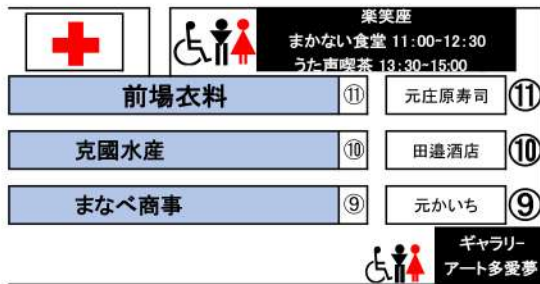 楽笑座
まかない食堂 11:00-12:30
うた声喫茶 13:30-15:00
前場衣料 ⑪ 元庄原寿司 ⑪
克國水産 ⑩ 田邉酒店 ⑩
まなべ商事 ⑨ 元かいち ⑨
ギャラリー
アート多愛夢